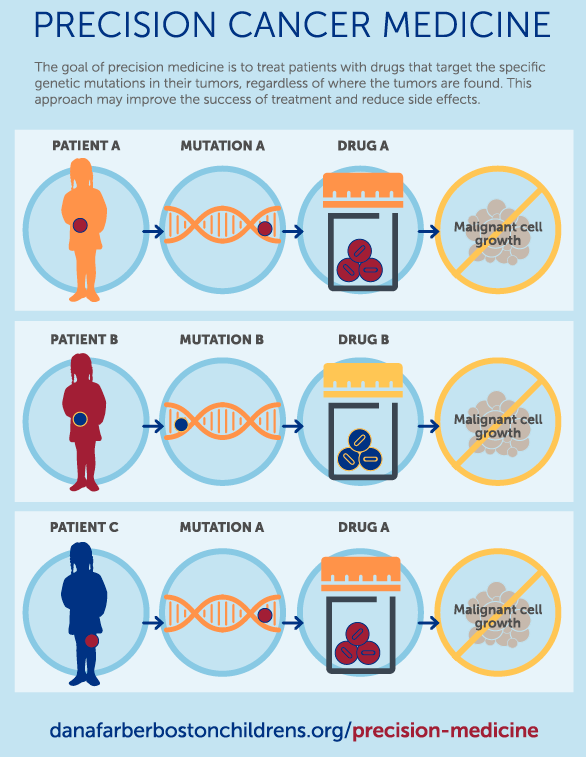 PRECISION CANCER MEDICINE
The goal of precision medicine is to treat patients with drugs that target the specific
genetic mutations in their tumors, regardless of where the tumors are found. This
approach may improve the success of treatment and reduce side effects.
PATIENT A
MUTATION A
DRUG A
Malignant cell
growth
PATIENT B
MUTATION B
DRUG B
Malignant cell
growth
PATIENT C
MUTATION A
DRUG A
Malignant cell
growth
danafarberbostonchildrens.org/precision-medicine